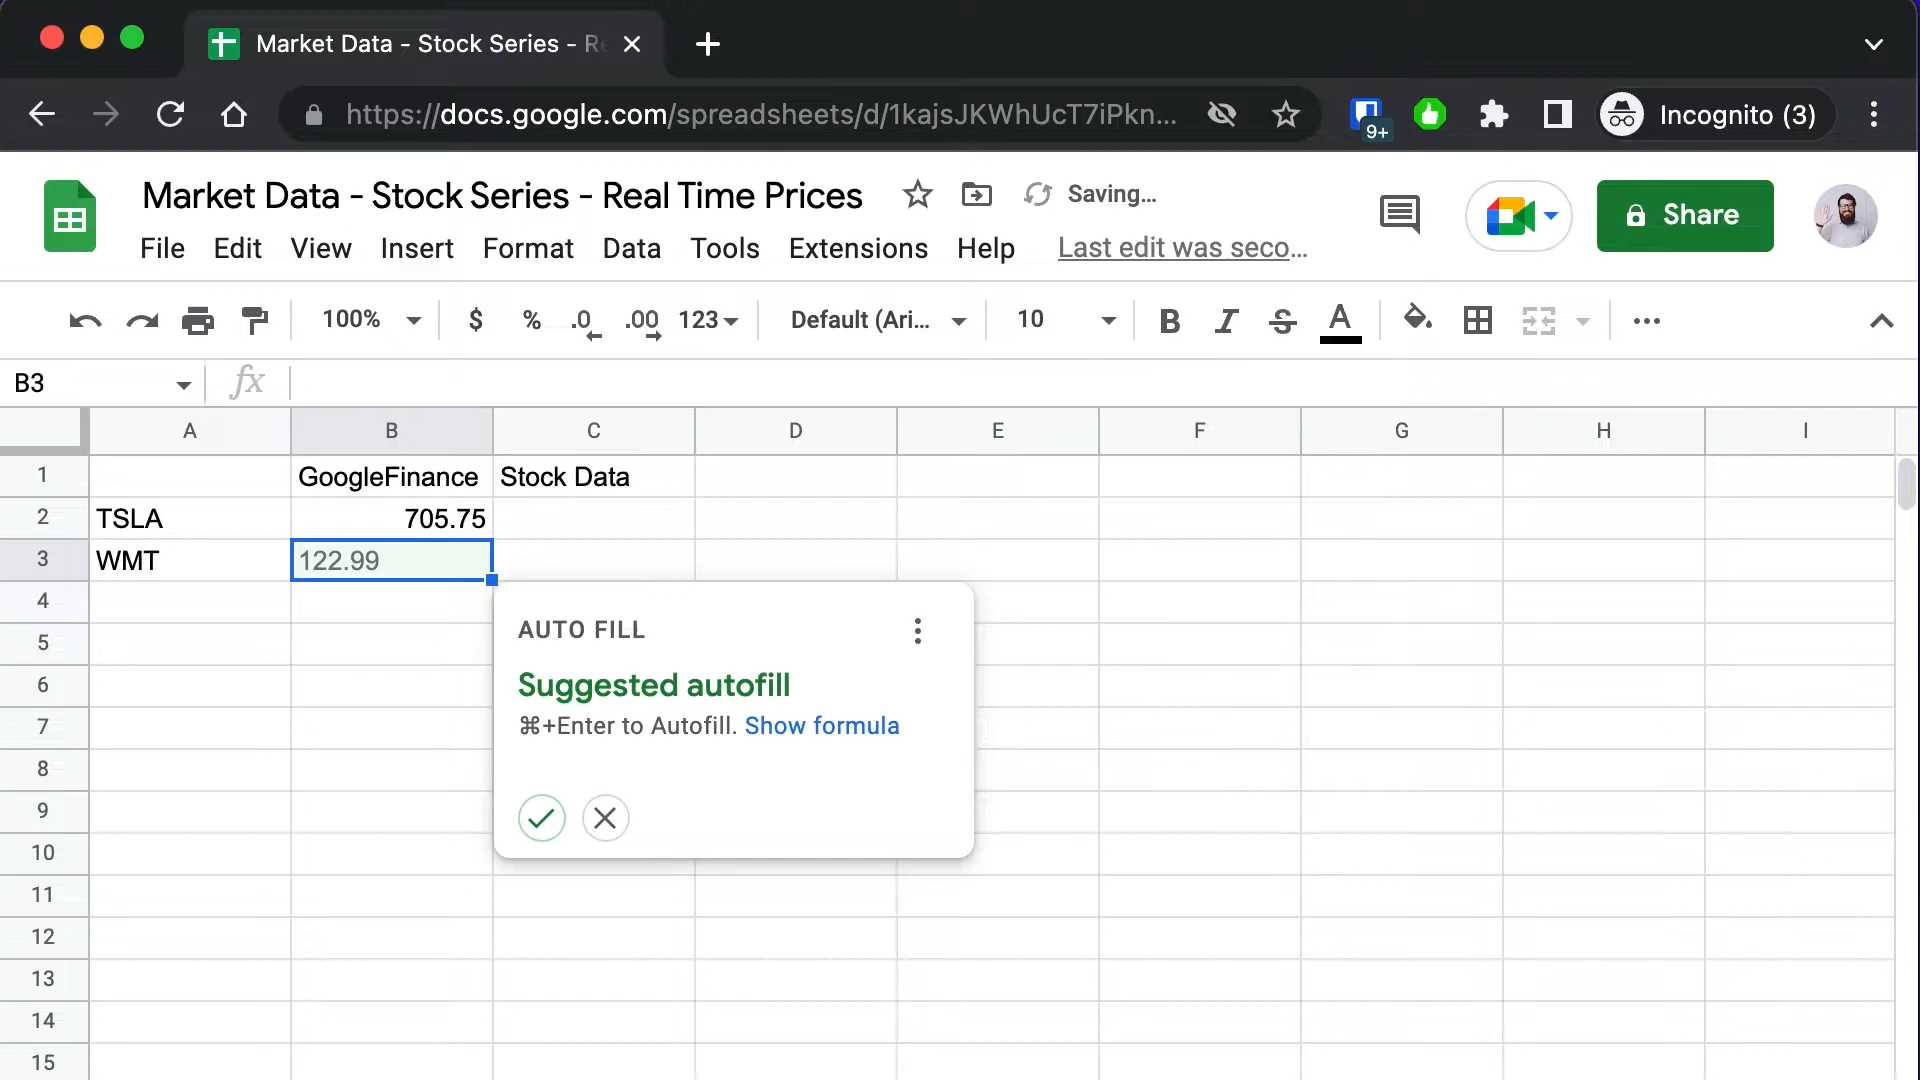 Market Data - Stock Series - Re
https://docs.google.com/spreadsheets/d/1kajsJKWhUcT7iPkn...
9+
Incognito (3)
Market Data - Stock Series - Real Time Prices
Saving...
Share
File Edit View Insert Format Data Tools Extensions Help Last edit was seco...
100% $ % .0 .00 123 Default (Ari... 10 B I S A
B3 fx
A B C D E F G H I
1 GoogleFinance Stock Data
2 TSLA 705.75
3 WMT 122.99
4
5
6
7
8
9
10
11
12
13
14
15
AUTO FILL
Suggested autofill
⌘+Enter to Autofill. Show formula